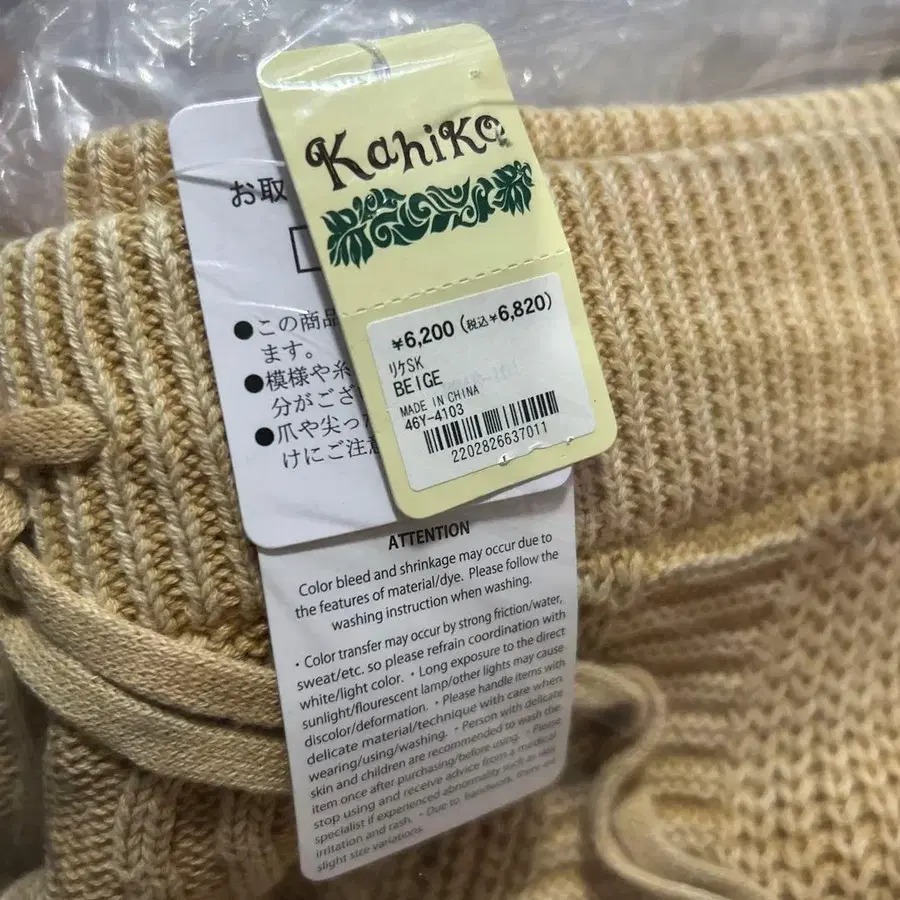 Kahiko
¥6,200 (税込¥6,820)
リケSK
BEIGE
MADE IN CHINA
46Y-4103
2202826637011
お取
●この商品
ます。
●模様や糸
分がござ
●爪や尖った
けにご注意
ATTENTION
Color bleed and shrinkage may occur due to
the features of material/dye. Please follow the
washing instruction when washing.
・Color transfer may occur by strong friction/water,
sweat/etc. so please refrain coordination with
white/light color. ・Long exposure to the direct
sunlight/flourescent lamp/other lights may cause
discolor/deformation. ・Please handle items with
delicate material/technique with care when
wearing/using/washing. ・Person with delicate
skin and children are recommended to wash the
item once after purchasing/before using. ・Please
stop using and receive advice from a medical
specialist if experienced abnormality such as skin
irritation and rash. ・Due to handwork, there are
slight size variations.